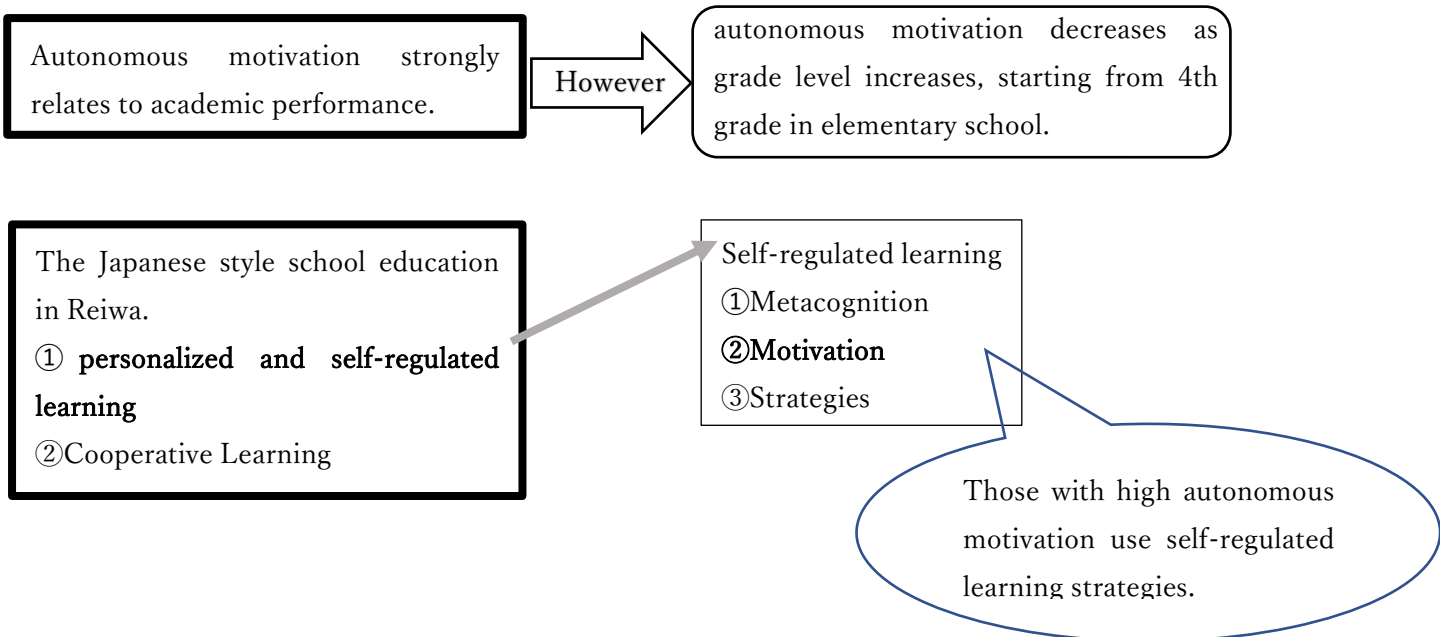 Autonomous motivation strongly
relates to academic performance.
However
autonomous motivation decreases as
grade level increases, starting from 4th
grade in elementary school.
The Japanese style school education
in Reiwa.
① personalized and self-regulated
learning
②Cooperative Learning
Self-regulated learning
①Metacognition
②Motivation
③Strategies
Those with high autonomous
motivation use self-regulated
learning strategies.